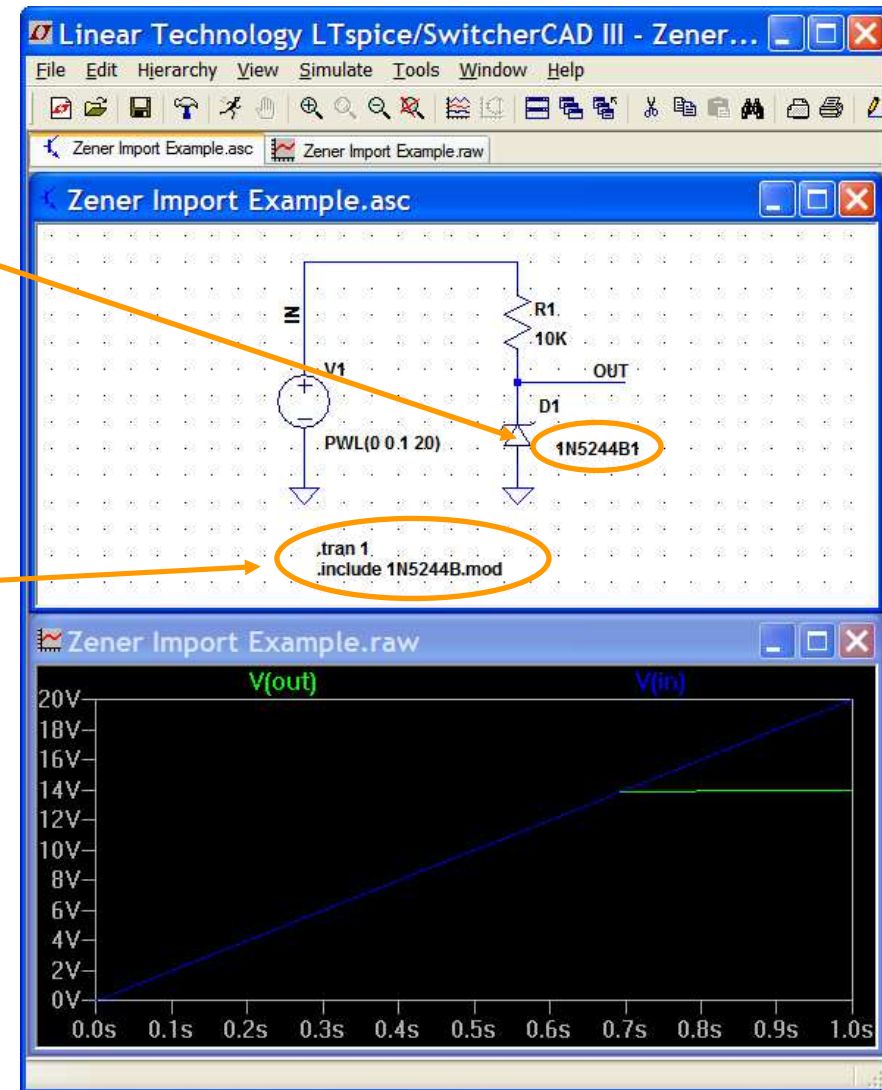 Linear Technology LTspice/SwitcherCAD III - Zener...
File Edit Hierarchy View Simulate Tools Window Help
Zener Import Example.asc Zener Import Example.raw
Zener Import Example.asc
IN
R1
10K
V1
OUT
D1
PWL(0 0 0.1 20)
1N5244B1
.tran 1
.include 1N5244B.mod
Zener Import Example.raw
V(out) V(in)
20V
18V
16V
14V
12V
10V
8V
6V
4V
2V
0V
0.0s 0.1s 0.2s 0.3s 0.4s 0.5s 0.6s 0.7s 0.8s 0.9s 1.0s